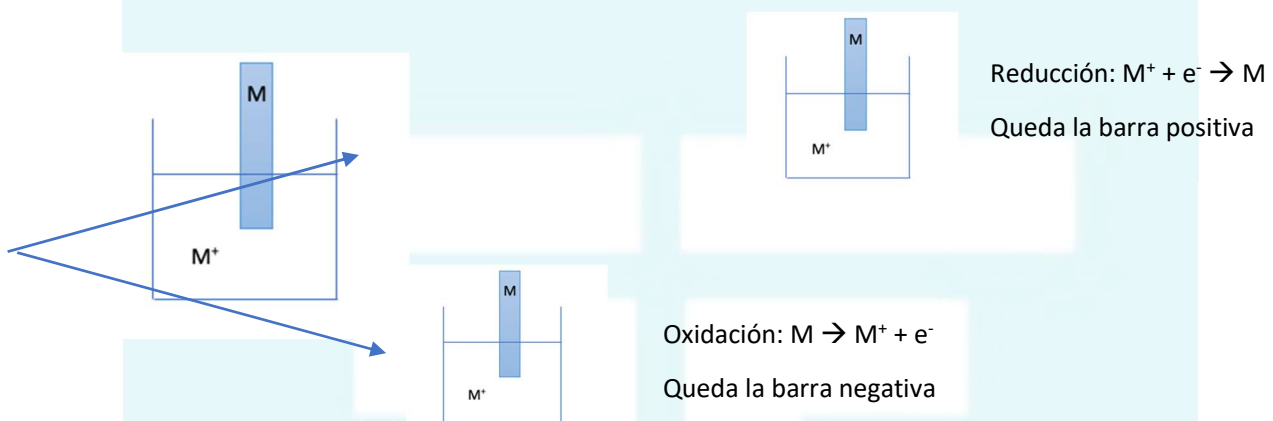 M
M⁺
M
M⁺
Reducción: M⁺ + e⁻ → M
Queda la barra positiva
M
M⁺
Oxidación: M → M⁺ + e⁻
Queda la barra negativa